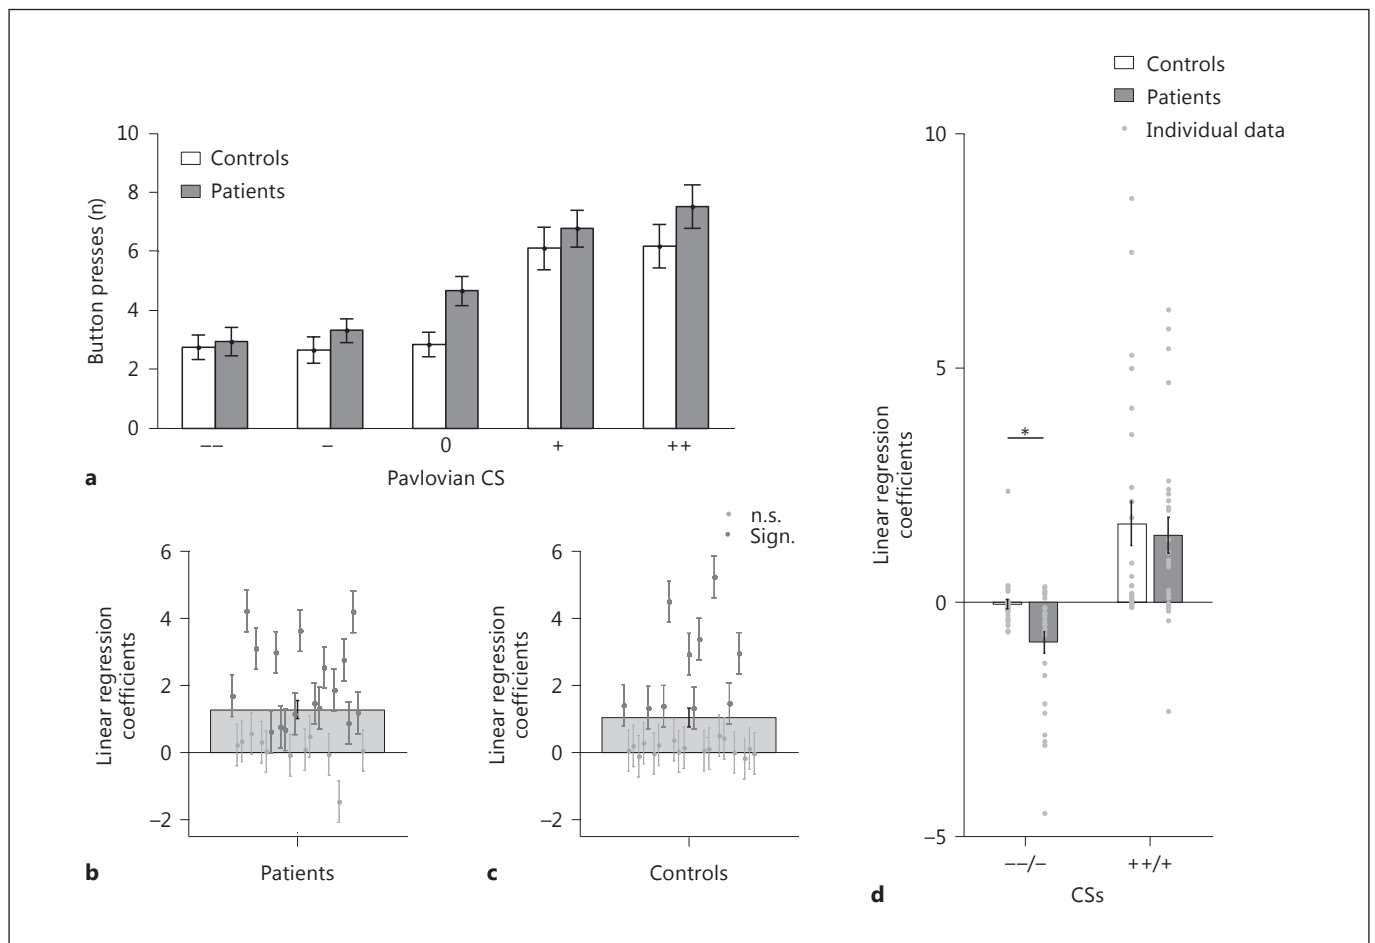 Controls
Patients
Individual data
10
8
6
4
2
0
Button presses (n)
Controls
Patients
−− − 0 + ++
Pavlovian CS
a
n.s.
Sign.
6
4
2
0
−2
Linear regression
coefficients
Patients
b
6
4
2
0
−2
Linear regression
coefficients
Controls
c
10
5
0
−5
Linear regression
coefficients
*
−−/− ++/+
CSs
d